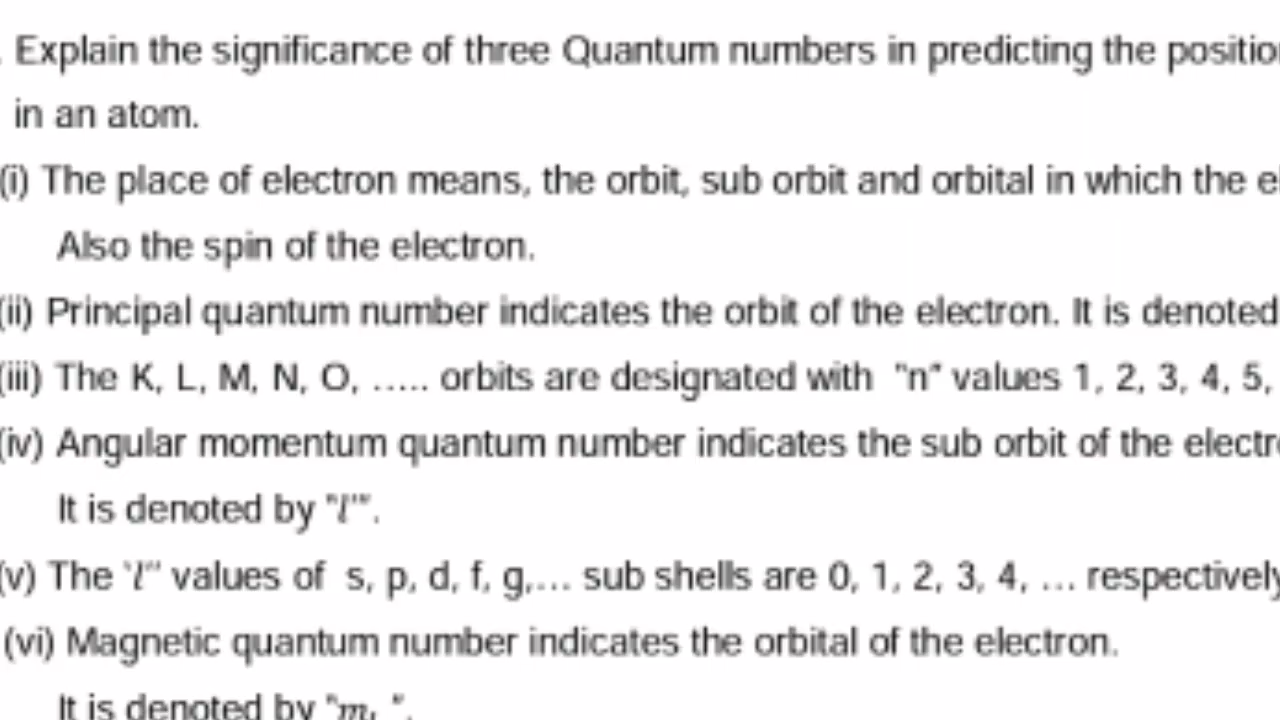 . Explain the significance of three Quantum numbers in predicting the
in an atom.
(i) The place of electron means, the orbit, sub orbit and orbital in which the
Also the spin of the electron.
(ii) Principal quantum number indicates the orbit of the electron. It is denoted
(iii) The K, L, M, N, O, ..... orbits are designated with "n" values 1, 2, 3, 4, 5,
(iv) Angular momentum quantum number indicates the sub orbit of the
It is denoted by "l'".
(v) The 'l'' values of s, p, d, f, g,... sub shells are 0, 1, 2, 3, 4, ... respectively
(vi) Magnetic quantum number indicates the orbital of the electron.
It is denoted by "mₗ ".